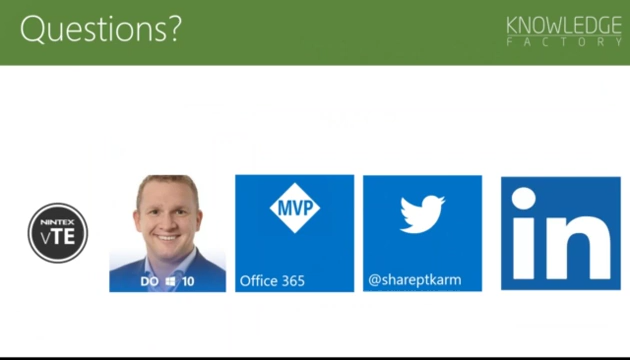 Questions?
KNOWLEDGE
FACTORY
NINTEX
vTE
DO 10
MVP
Office 365
@shareptkarm
in